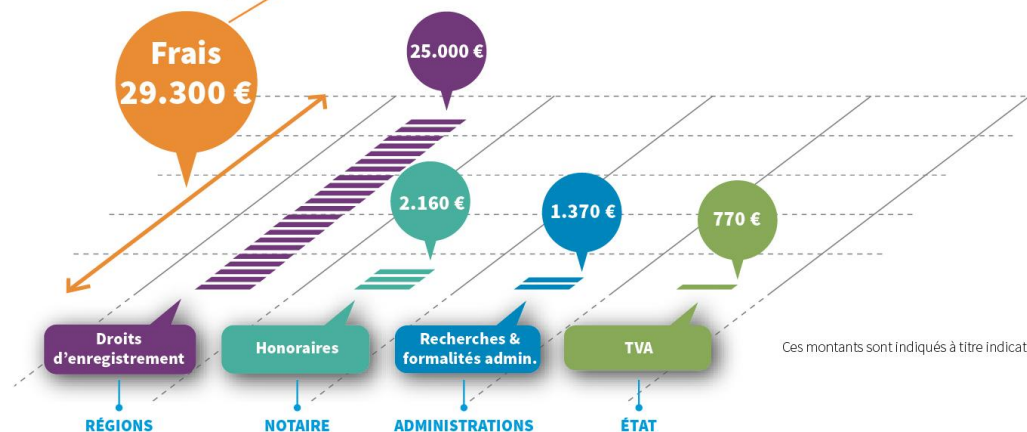 Frais
29.300 €
25.000 €
2.160 €
1.370 €
770 €
Droits
d'enregistrement
Honoraires
Recherches &
formalités admin.
TVA
Ces montants sont indiqués à titre indicat
RÉGIONS
NOTAIRE
ADMINISTRATIONS
ÉTAT